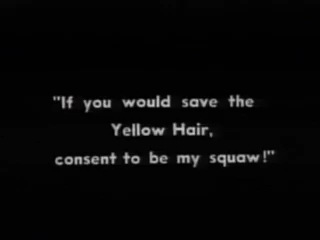 "If you would save the
Yellow Hair,
consent to be my squaw!"